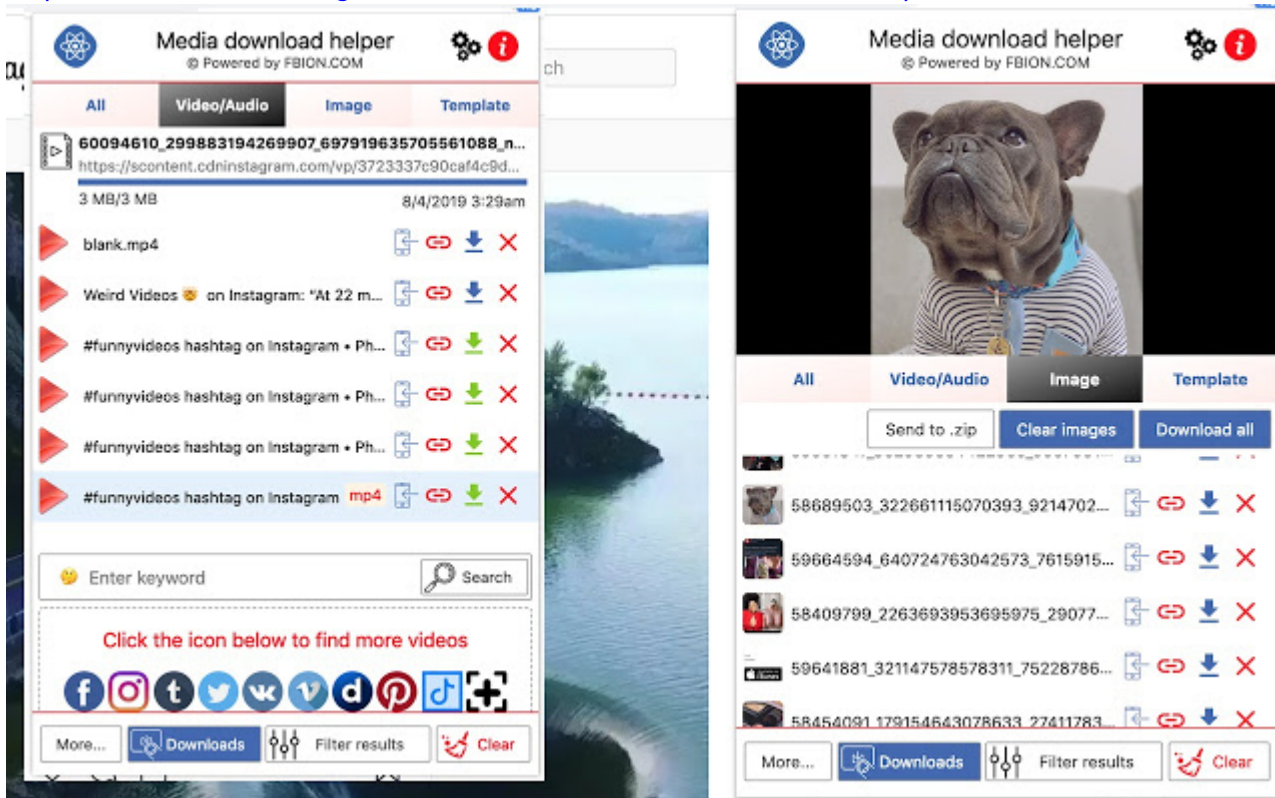 Media download helper
© Powered by FBION.COM
All Video/Audio Image Template
60094610_299883194269907_697919635705561088_n...
https://scontent.cdninstagram.com/vp/3723337c90caf4c9d...
3 MB/3 MB 8/4/2019 3:29am
blank.mp4
Weird Videos 🤯 on Instagram: "At 22 m...
#funnyvideos hashtag on Instagram • Ph...
#funnyvideos hashtag on Instagram • Ph...
#funnyvideos hashtag on Instagram • Ph...
#funnyvideos hashtag on Instagram mp4
🤔 Enter keyword Search
Click the icon below to find more videos
More... Downloads Filter results Clear
ch
Media download helper
© Powered by FBION.COM
All Video/Audio Image Template
Send to .zip Clear images Download all
58689503_322661115070393_9214702...
59664594_640724763042573_7615915...
58409799_2263693953695975_29077...
59641881_321147578578311_75228786...
58454091_179154643078633_27411783...
More... Downloads Filter results Clear